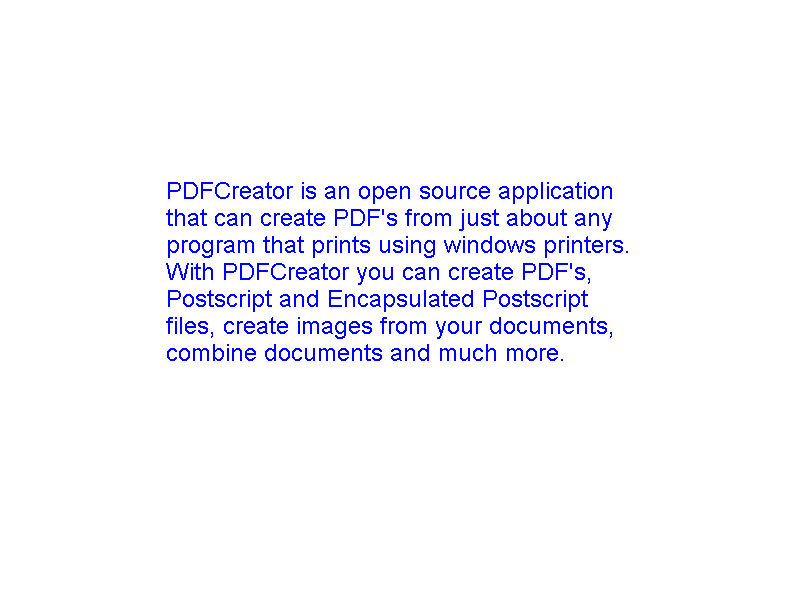 PDFCreator is an open source application
that can create PDF's from just about any
program that prints using windows printers.
With PDFCreator you can create PDF's,
Postscript and Encapsulated Postscript
files, create images from your documents,
combine documents and much more.